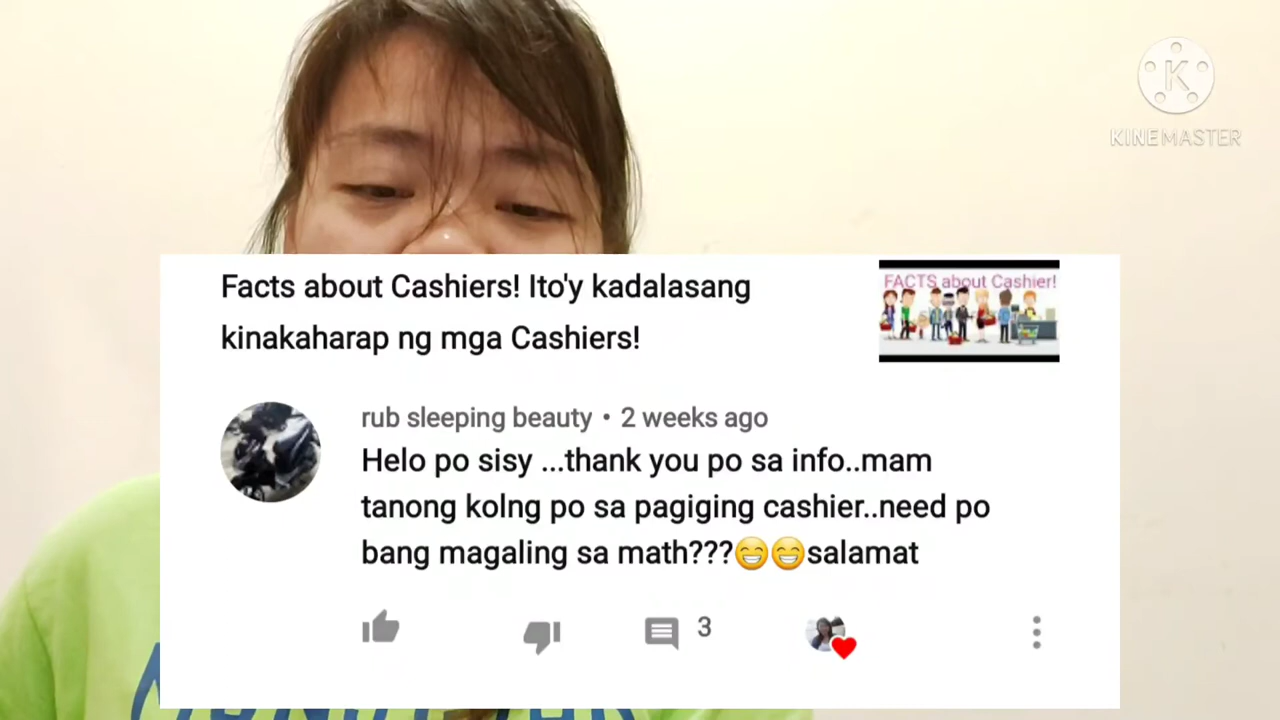 KINEMASTER
Facts about Cashiers! Ito'y kadalasang
kinakaharap ng mga Cashiers!
FACTS about Cashier!
rub sleeping beauty • 2 weeks ago
Helo po sisy ...thank you po sa info..mam
tanong kolng po sa pagiging cashier..need po
bang magaling sa math???😁😁salamat
3